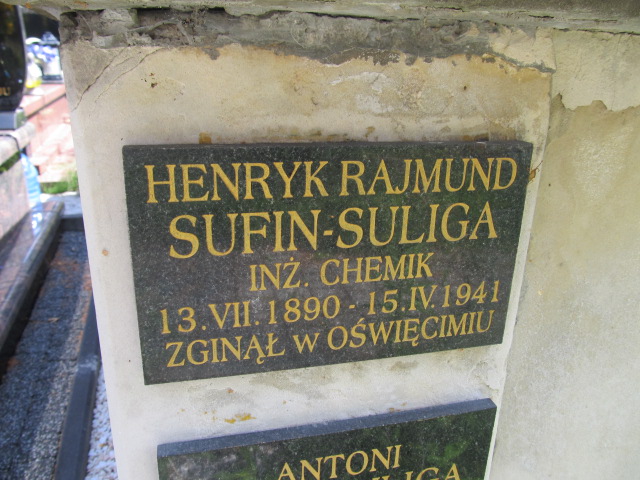 HENRYK RAJMUND
SUFIN-SULIGA
INŻ. CHEMIK
13.VII.1890 - 15.IV.1941
ZGINĄŁ W OŚWIĘCIMIU
ANTONI